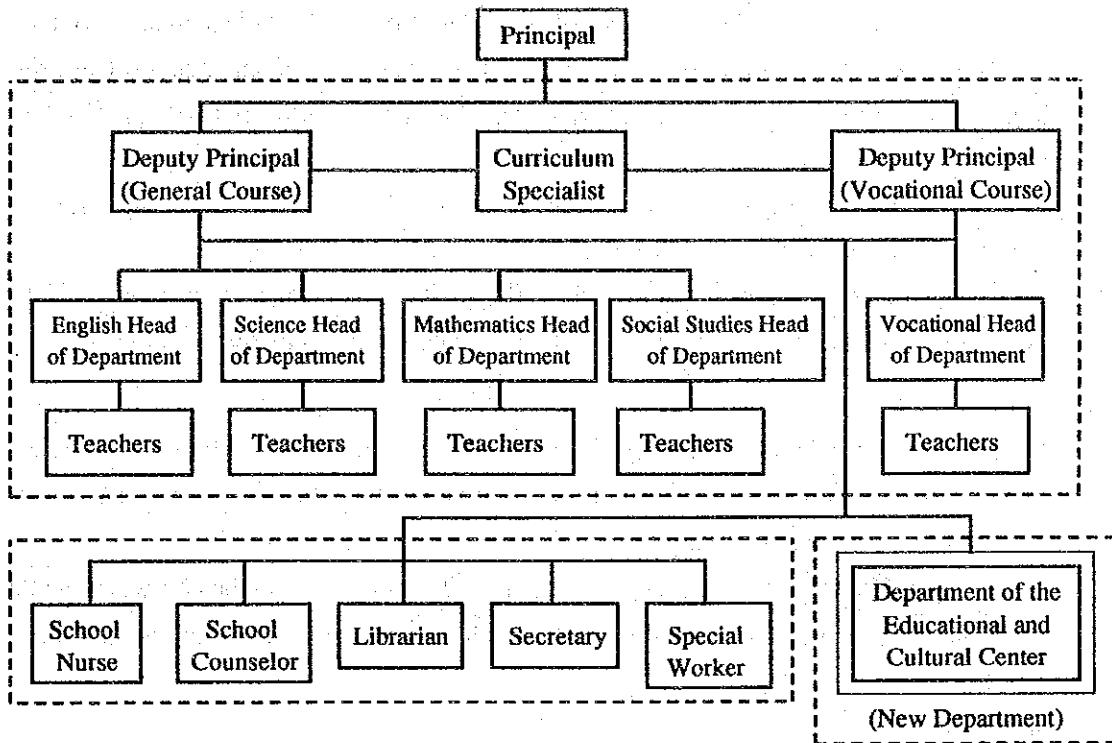 Principal
Deputy Principal
(General Course)
Curriculum
Specialist
Deputy Principal
(Vocational Course)
English Head
of Department
Science Head
of Department
Mathematics Head
of Department
Social Studies Head
of Department
Vocational Head
of Department
Teachers
Teachers
Teachers
Teachers
Teachers
School
Nurse
School
Counselor
Librarian
Secretary
Special
Worker
Department of the
Educational and
Cultural Center
(New Department)